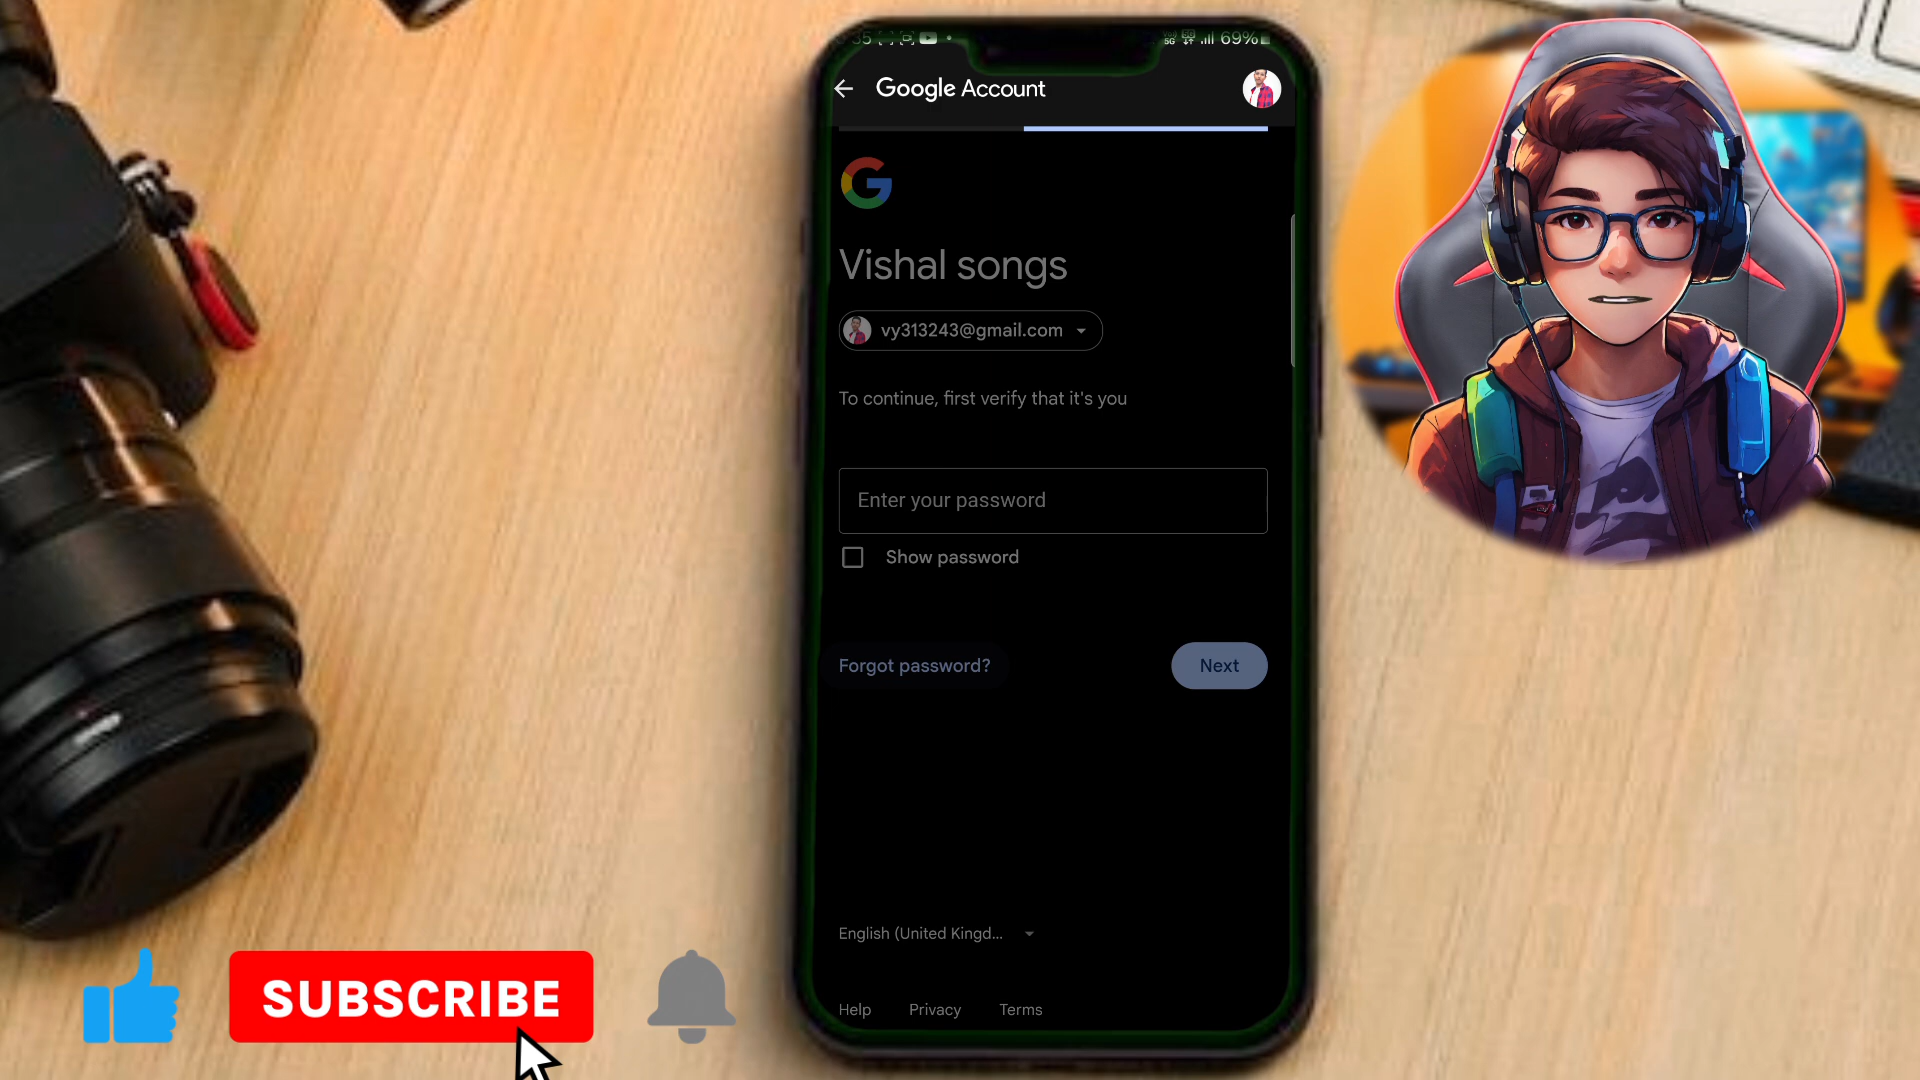 :35 69%
Google Account
Vishal songs
vy313243@gmail.com
To continue, first verify that it's you
Enter your password
Show password
Forgot password?
Next
English (United Kingd...
Help Privacy Terms
SUBSCRIBE